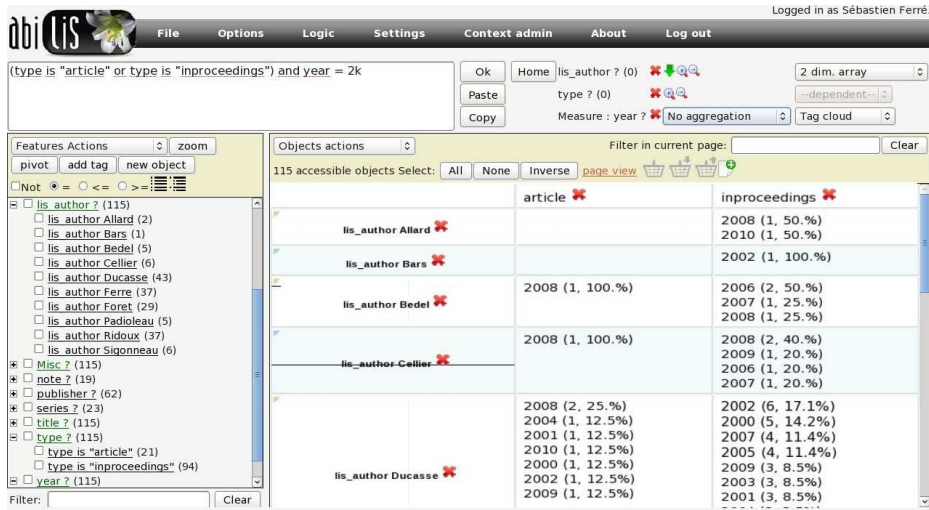 Logged in as Sébastien Ferré.
abilis
File Options Logic Settings Context admin About Log out
(type is "article" or type is "inproceedings") and year = 2k
Ok
Paste
Copy
Home lis_author ? (0) 2 dim. array
type ? (0) --dependent--
Measure : year ? No aggregation Tag cloud
Features Actions zoom
pivot add tag new object
Not = <= >=
lis_author ? (115)
lis_author Allard (2)
lis_author Bars (1)
lis_author Bedel (5)
lis_author Cellier (6)
lis_author Ducasse (43)
lis_author Ferre (37)
lis_author Foret (29)
lis_author Padioleau (5)
lis_author Ridoux (37)
lis_author Sigonneau (6)
Misc ? (115)
note ? (19)
publisher ? (62)
series ? (23)
title ? (115)
type ? (115)
type is "article" (21)
type is "inproceedings" (94)
year ? (115)
Filter: Clear
Objects actions Filter in current page: Clear
115 accessible objects Select: All None Inverse page view
article inproceedings
lis_author Allard
2008 (1, 50.%)
2010 (1, 50.%)
lis_author Bars
2002 (1, 100.%)
lis_author Bedel
2008 (1, 100.%)
2006 (2, 50.%)
2007 (1, 25.%)
2008 (1, 25.%)
lis_author Cellier
2008 (1, 100.%)
2008 (2, 40.%)
2009 (1, 20.%)
2006 (1, 20.%)
2007 (1, 20.%)
lis_author Ducasse
2008 (2, 25.%)
2004 (1, 12.5%)
2001 (1, 12.5%)
2010 (1, 12.5%)
2000 (1, 12.5%)
2002 (1, 12.5%)
2009 (1, 12.5%)
2002 (6, 17.1%)
2000 (5, 14.2%)
2007 (4, 11.4%)
2005 (4, 11.4%)
2009 (3, 8.5%)
2003 (3, 8.5%)
2001 (3, 8.5%)